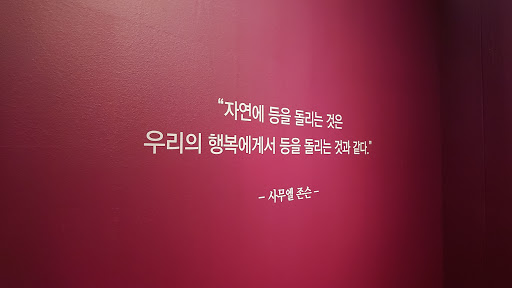 “자연에 등을 돌리는 것은
우리의 행복에게서 등을 돌리는 것과 같다."
– 사무엘 존슨 –